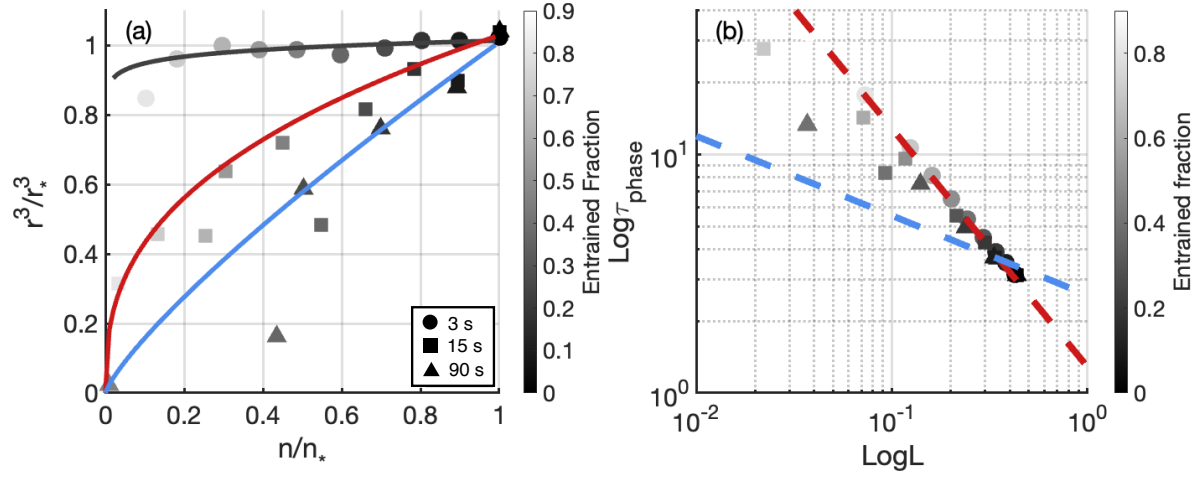 (a)
1
0.8
0.6
0.4
0.2
0
r³/r*³
0 0.2 0.4 0.6 0.8 1
n/n*
3 s
15 s
90 s
0.9
0.8
0.7
0.6
0.5
0.4
0.3
0.2
0.1
0
Entrained Fraction
(b)
10¹
10⁰
Logτphase
10⁻² 10⁻¹ 10⁰
LogL
0.8
0.6
0.4
0.2
0
Entrained fraction